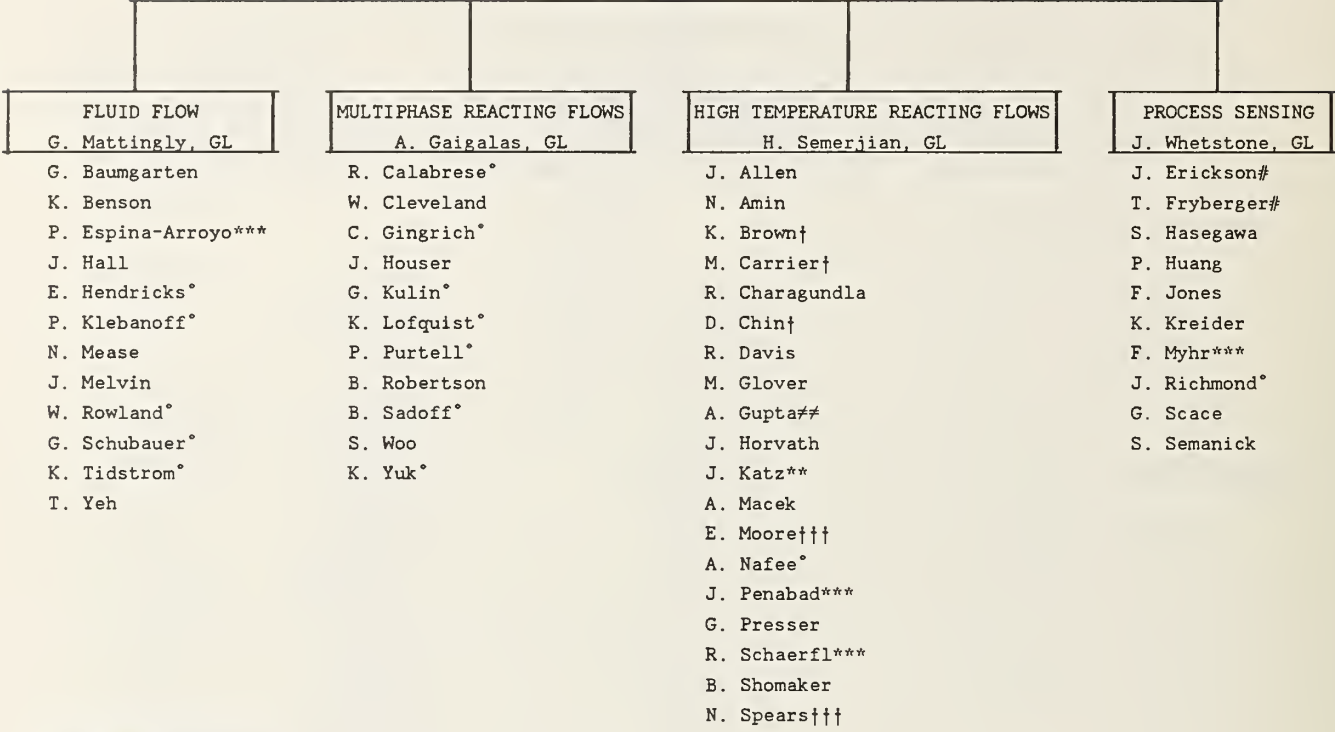 FLUID FLOW
G. Mattingly, GL
G. Baumgarten
K. Benson
P. Espina-Arroyo***
J. Hall
E. Hendricks°
P. Klebanoff°
N. Mease
J. Melvin
W. Rowland°
G. Schubauer°
K. Tidstrom°
T. Yeh
MULTIPHASE REACTING FLOWS
A. Gaigalas, GL
R. Calabrese°
W. Cleveland
C. Gingrich°
J. Houser
G. Kulin°
K. Lofquist°
P. Purtell°
B. Robertson
B. Sadoff°
S. Woo
K. Yuk°
HIGH TEMPERATURE REACTING FLOWS
H. Semerjian, GL
J. Allen
N. Amin
K. Brown†
M. Carrier†
R. Charagundla
D. Chin†
R. Davis
M. Glover
A. Gupta≠≠
J. Horvath
J. Katz**
A. Macek
E. Moore†††
A. Nafee°
J. Penabad***
G. Presser
R. Schaerfl***
B. Shomaker
N. Spears†††
PROCESS SENSING
J. Whetstone, GL
J. Erickson#
T. Fryberger#
S. Hasegawa
P. Huang
F. Jones
K. Kreider
F. Myhr***
J. Richmond°
G. Scace
S. Semanick